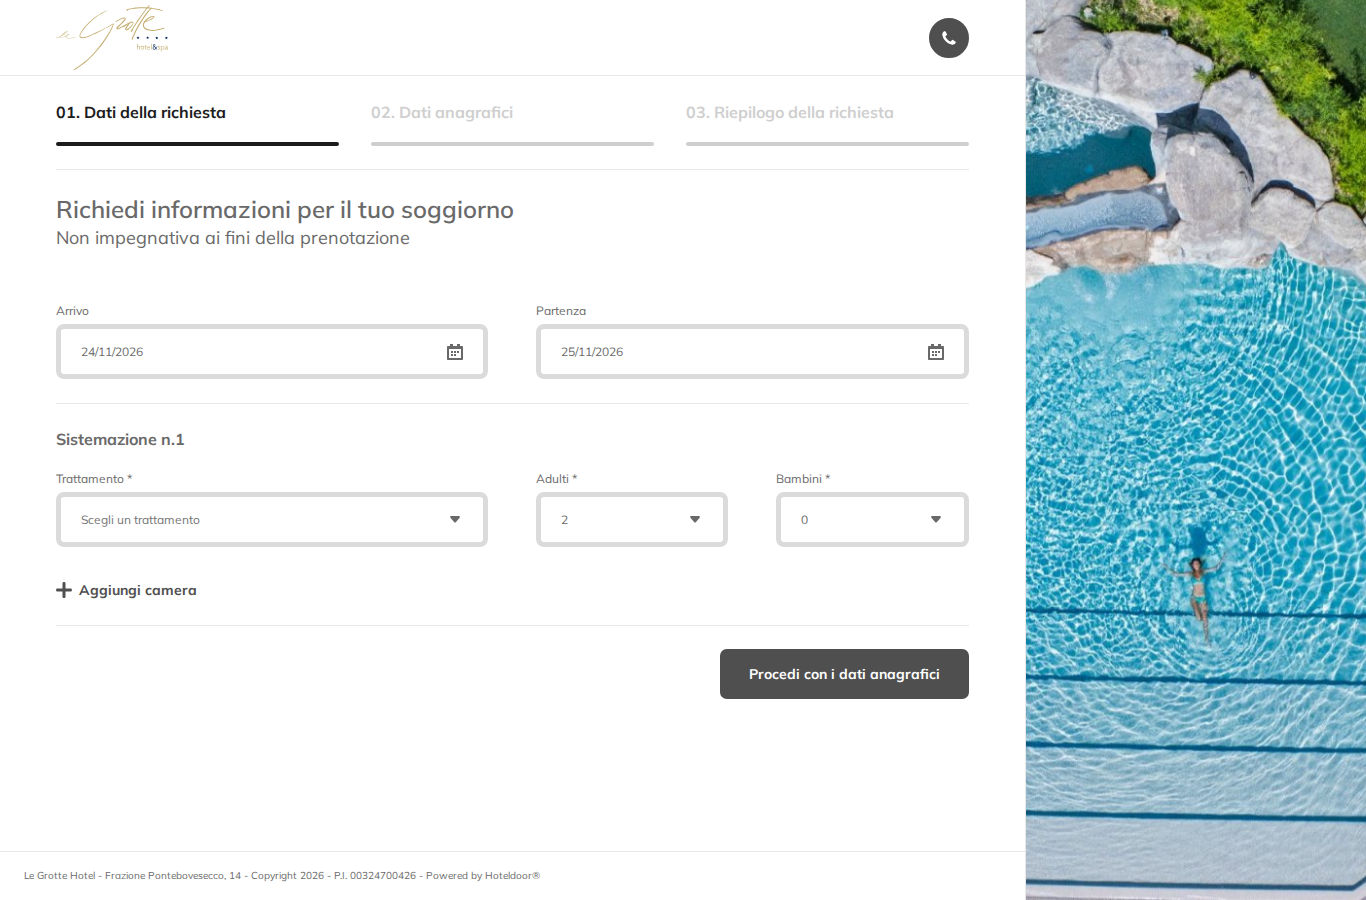 Le Grotte
hotel&spa
01. Dati della richiesta
02. Dati anagrafici
03. Riepilogo della richiesta
Richiedi informazioni per il tuo soggiorno
Non impegnativa ai fini della prenotazione
Arrivo
Partenza
24/11/2026
25/11/2026
Sistemazione n.1
Trattamento *
Adulti *
Bambini *
Scegli un trattamento
2
0
Aggiungi camera
Procedi con i dati anagrafici
Le Grotte Hotel - Frazione Pontebovesecco, 14 - Copyright 2026 - P.I. 00324700426 - Powered by Hoteldoor®